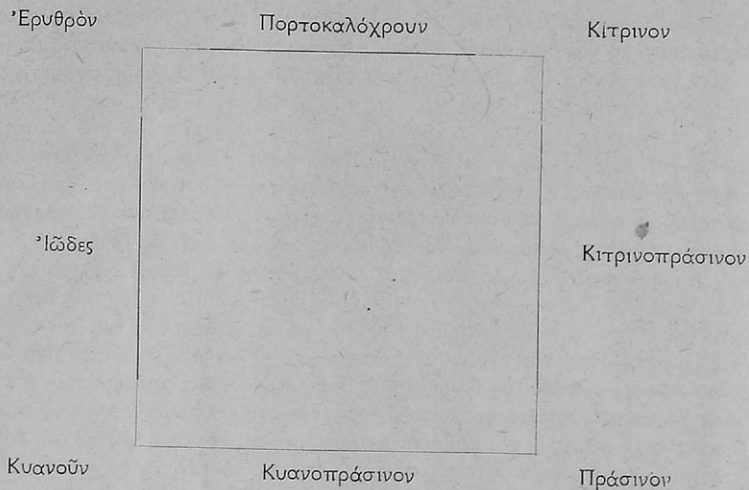 Ἐρυθρὸν Πορτοκαλόχρουν Κίτρινον
Ἰῶδες Κιτρινοπράσινον
Κυανοῦν Κυανοπράσινον Πράσινον